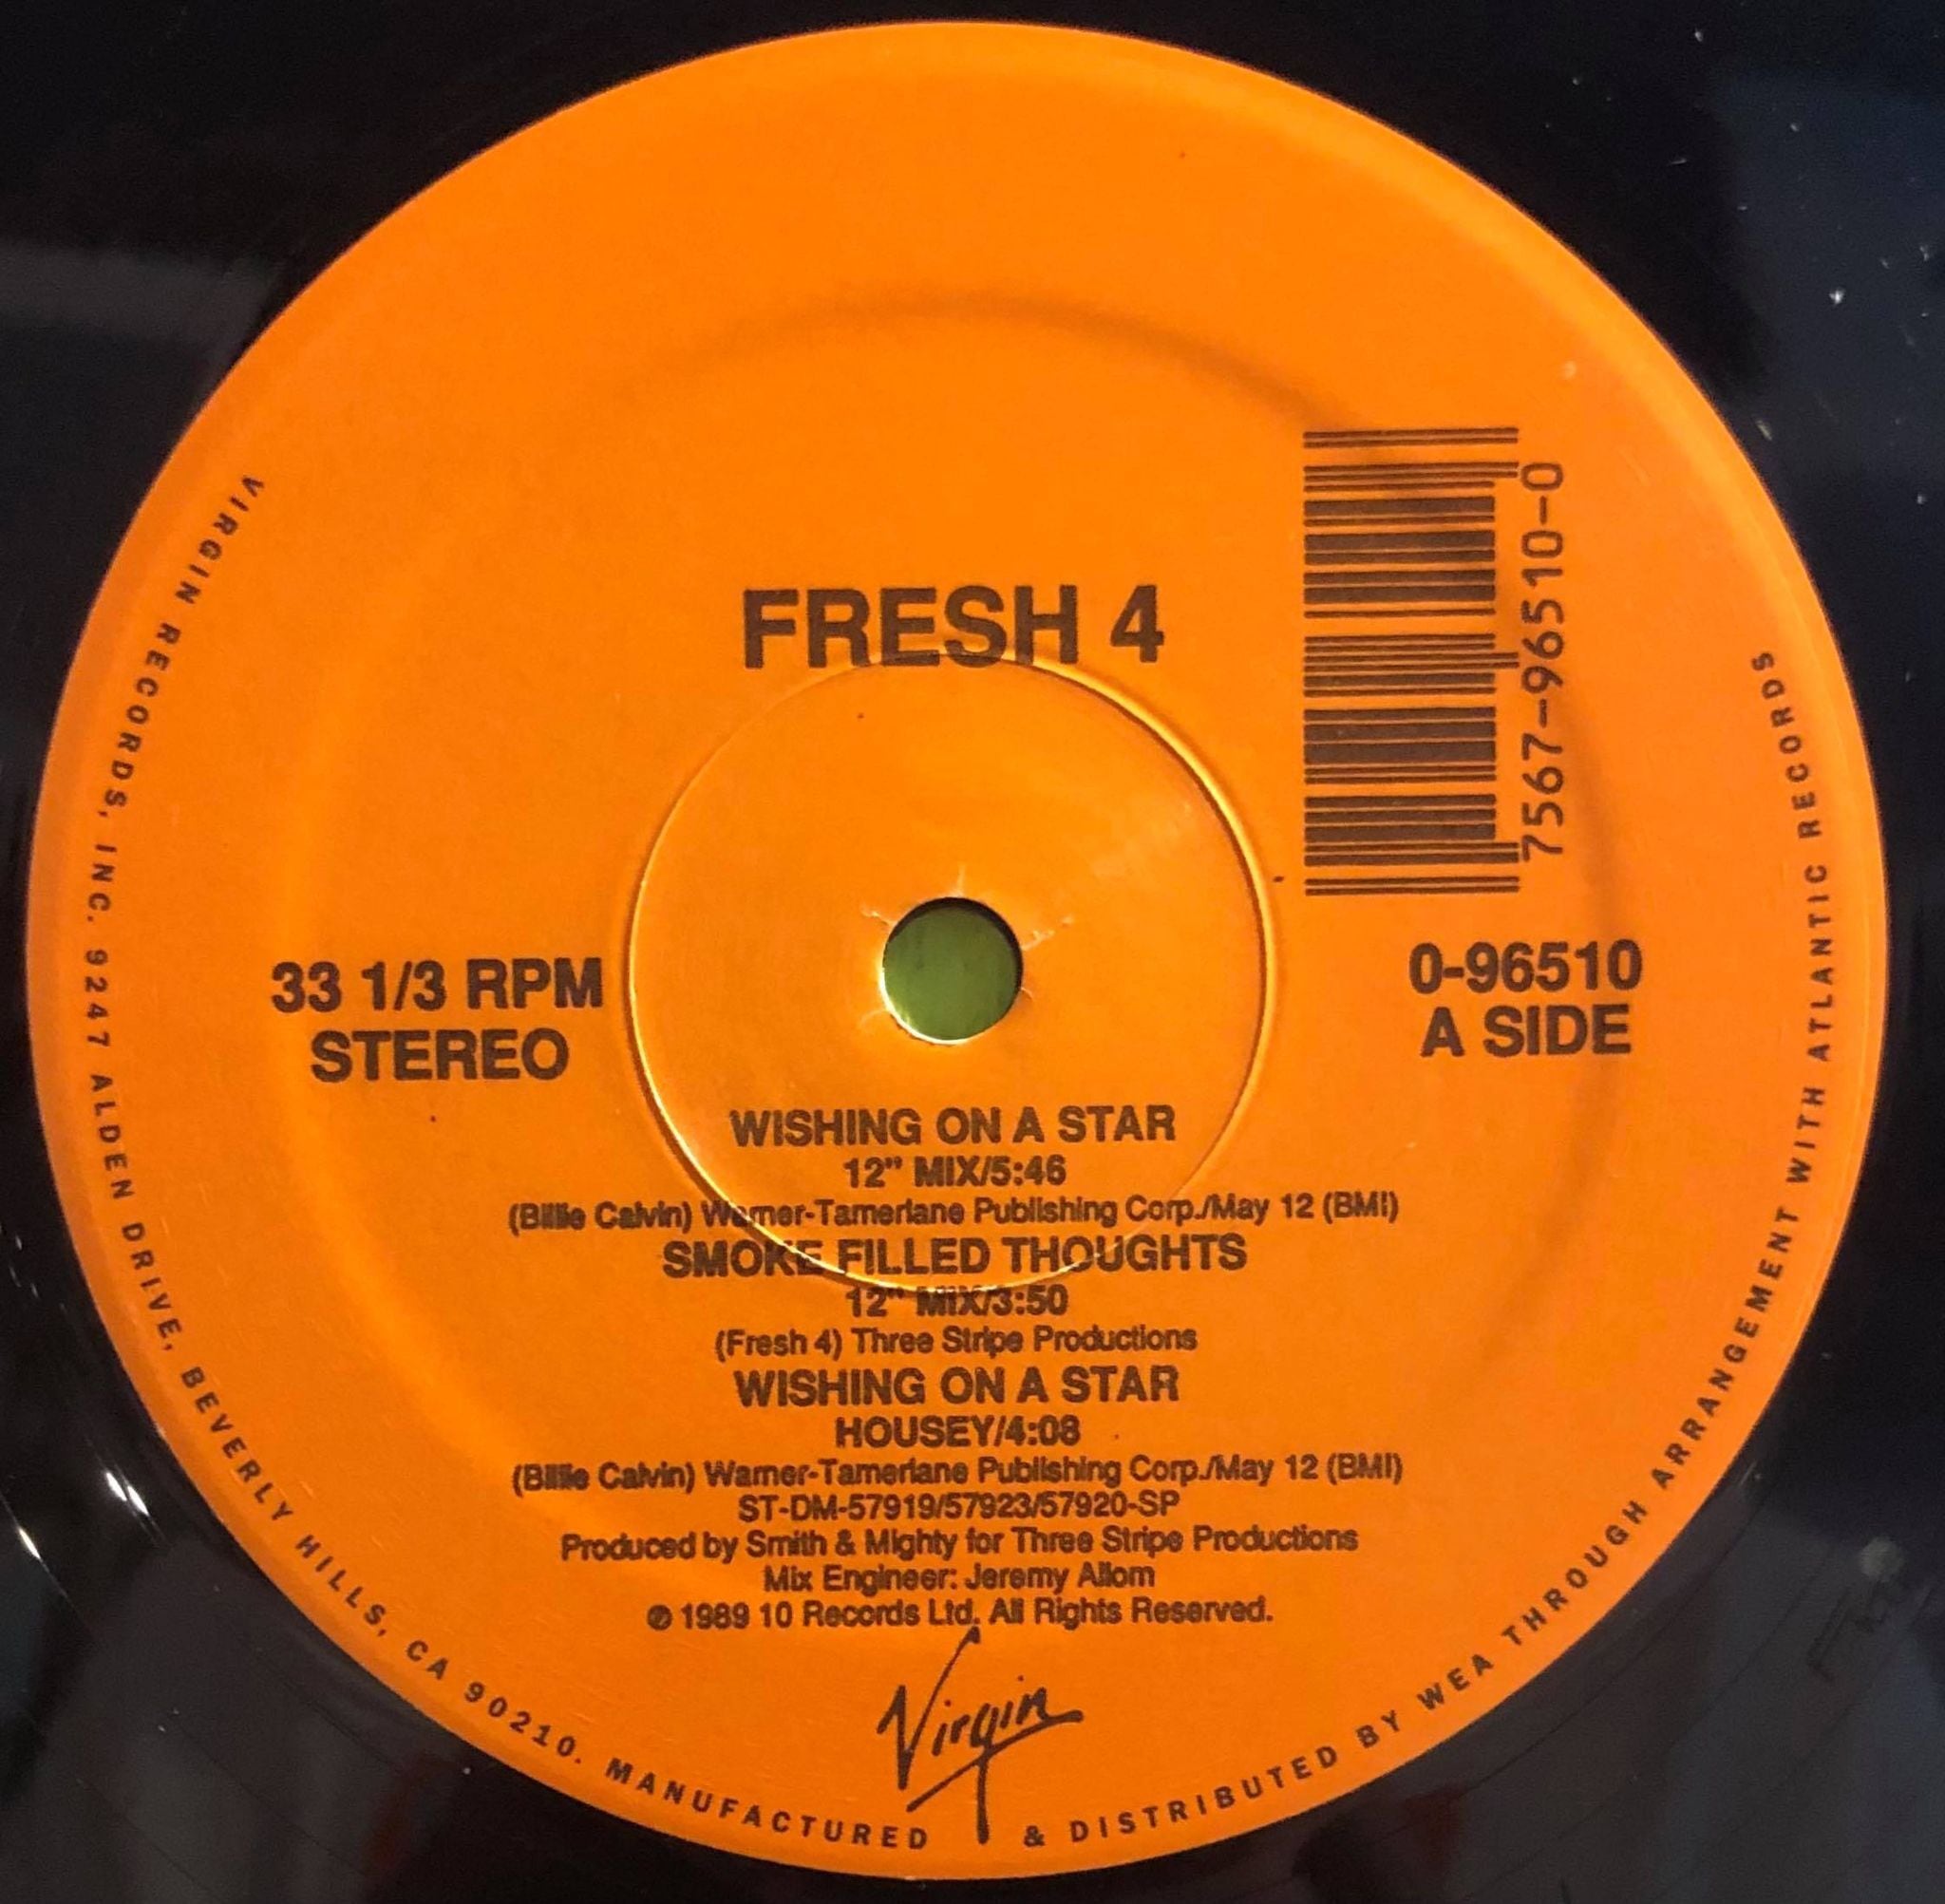 FRESH 4
7567-96510-0
33 1/3 RPM
STEREO
0-96510
A SIDE
WISHING ON A STAR
12" MIX/5:46
(Billie Calvin) Warner-Tamerlane Publishing Corp./May 12 (BMI)
SMOKE FILLED THOUGHTS
12" MIX/3:50
(Fresh 4) Three Stripe Productions
WISHING ON A STAR
HOUSEY/4:08
(Billie Calvin) Warner-Tamerlane Publishing Corp./May 12 (BMI)
ST-DM-57919/57923/57920-SP
Produced by Smith & Mighty for Three Stripe Productions
Mix Engineer: Jeremy Allom
℗ 1989 10 Records Ltd. All Rights Reserved.
Virgin
VIRGIN RECORDS, INC. 9247 ALDEN DRIVE, BEVERLY HILLS, CA 90210. MANUFACTURED & DISTRIBUTED BY WEA THROUGH ARRANGEMENT WITH ATLANTIC RECORDS